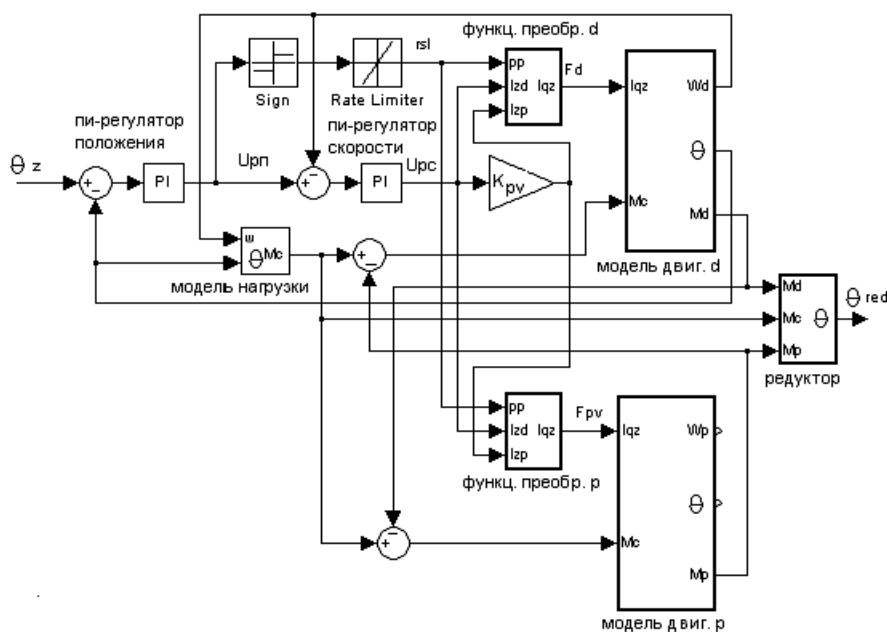 функц. преобр. d
rsl
Fd
pp
Izd
Iqz
Izp
Iqz
Wd
θ
Mc
Md
Sign
Rate Limiter
пи-регулятор
положения
пи-регулятор
скорости
θ z
PI
Uрп
PI
Uрс
Kpv
ω
θ
Mc
модель нагрузки
модель двиг. d
Md
Mc
θ
Mp
θ red
редуктор
pp
Izd
Iqz
Izp
Fpv
функц. преобр. p
Iqz
Wp
θ
Mc
Mp
модель двиг. p